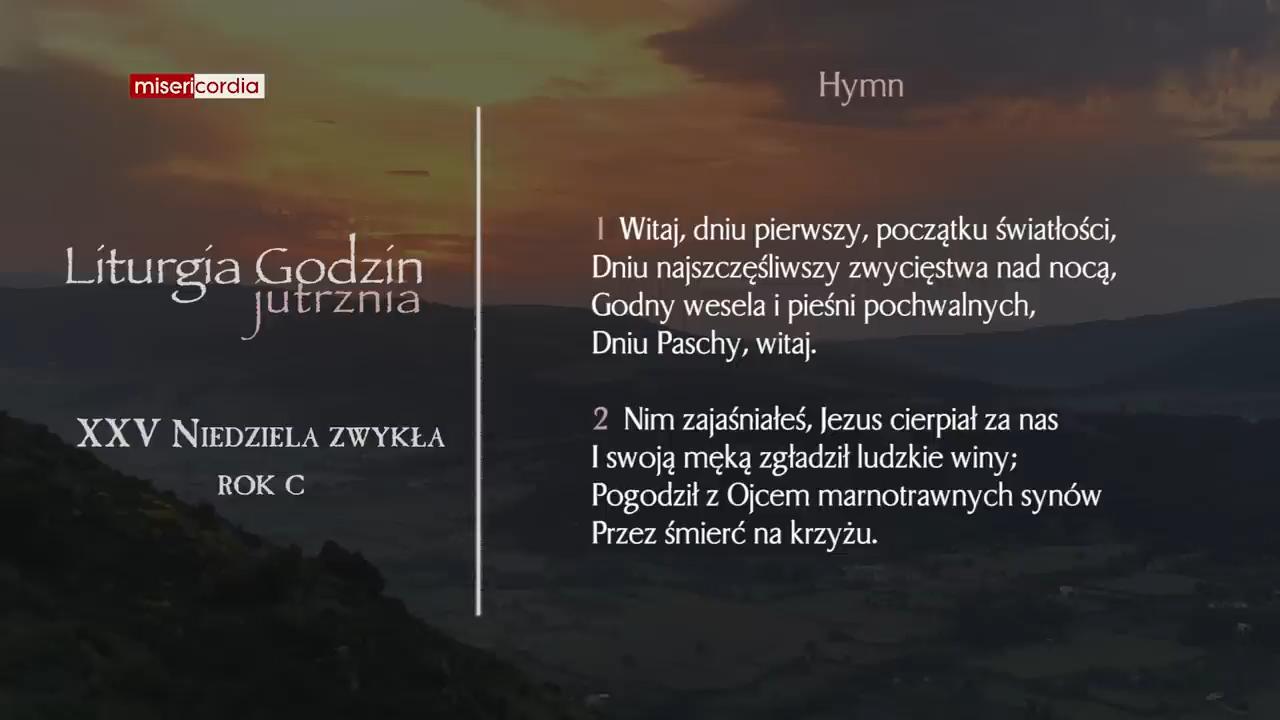 misericordia
Liturgia Godzin
jutrznia
XXV Niedziela zwykła
rok C
Hymn
1 Witaj, dniu pierwszy, początku światłości,
Dniu najszczęśliwszy zwycięstwa nad nocą,
Godny wesela i pieśni pochwalnych,
Dniu Paschy, witaj.
2 Nim zajaśniałeś, Jezus cierpiał za nas
I swoją męką zgładził ludzkie winy;
Pogodził z Ojcem marnotrawnych synów
Przez śmierć na krzyżu.